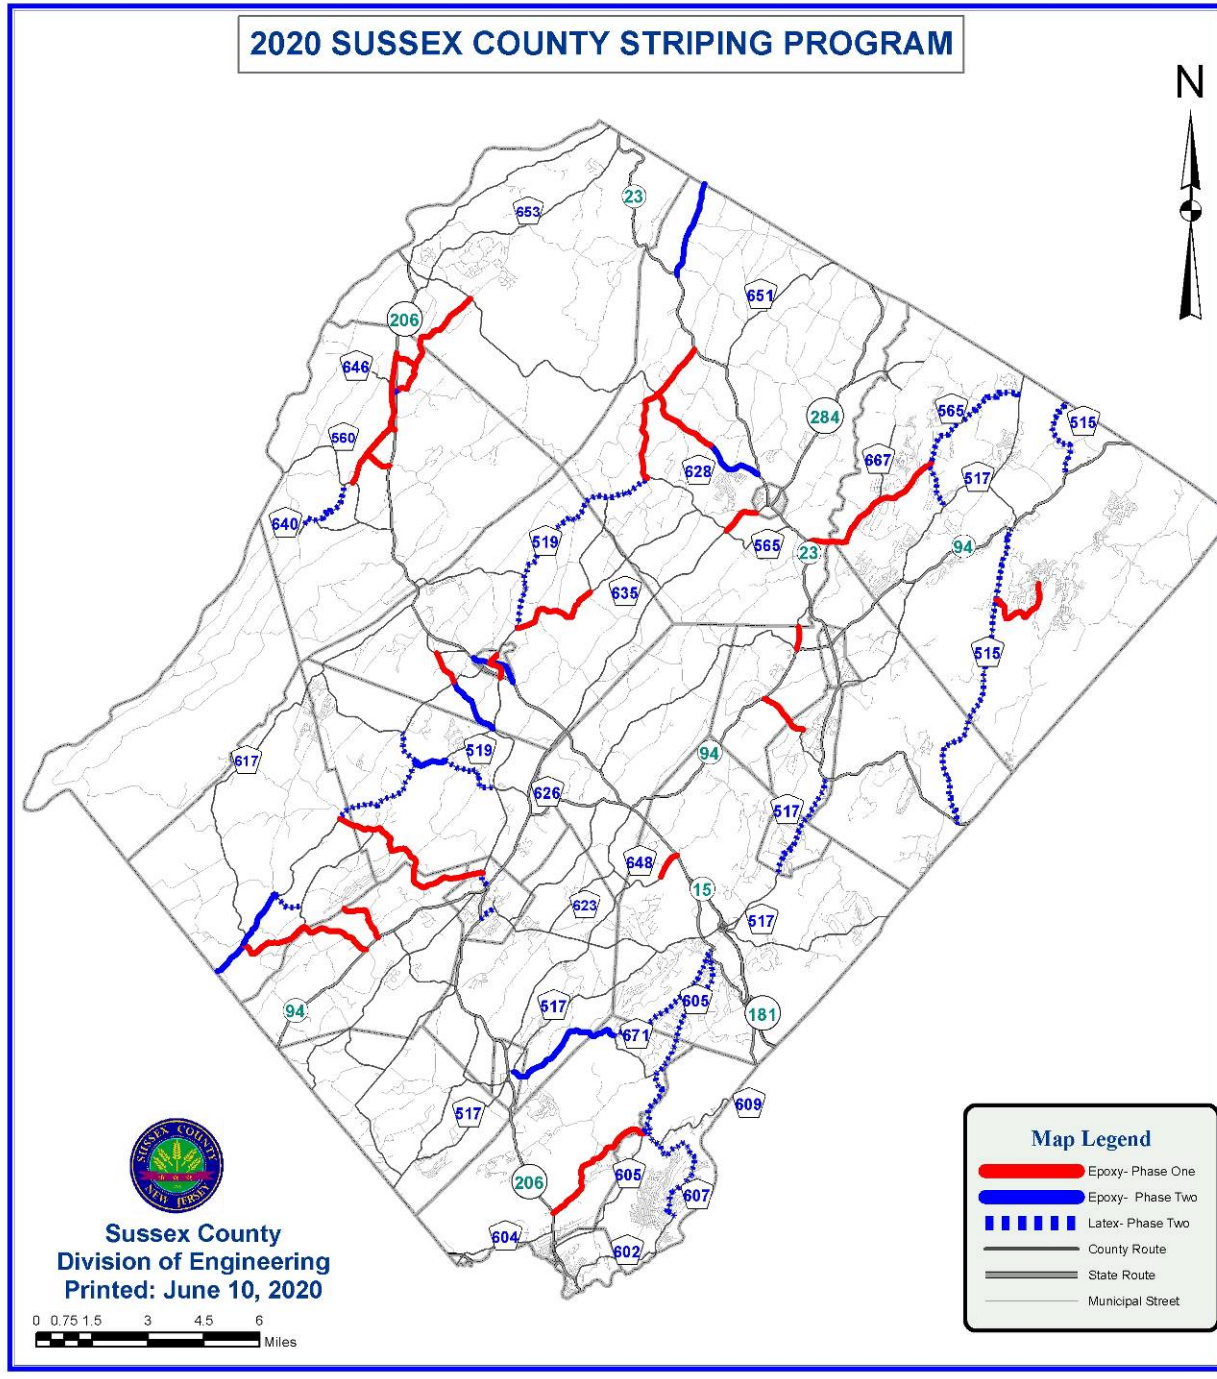 2020 SUSSEX COUNTY STRIPING PROGRAM
N
653
23
651
206
646
284
565
515
560
667
628
517
640
519
565
23
94
635
515
617
519
94
626
517
648
15
623
517
94
517
605
181
671
517
609
206
605
607
604
602
SUSSEX COUNTY
NEW JERSEY
Sussex County
Division of Engineering
Printed: June 10, 2020
0 0.75 1.5 3 4.5 6
Miles
Map Legend
Epoxy- Phase One
Epoxy- Phase Two
Latex- Phase Two
County Route
State Route
Municipal Street